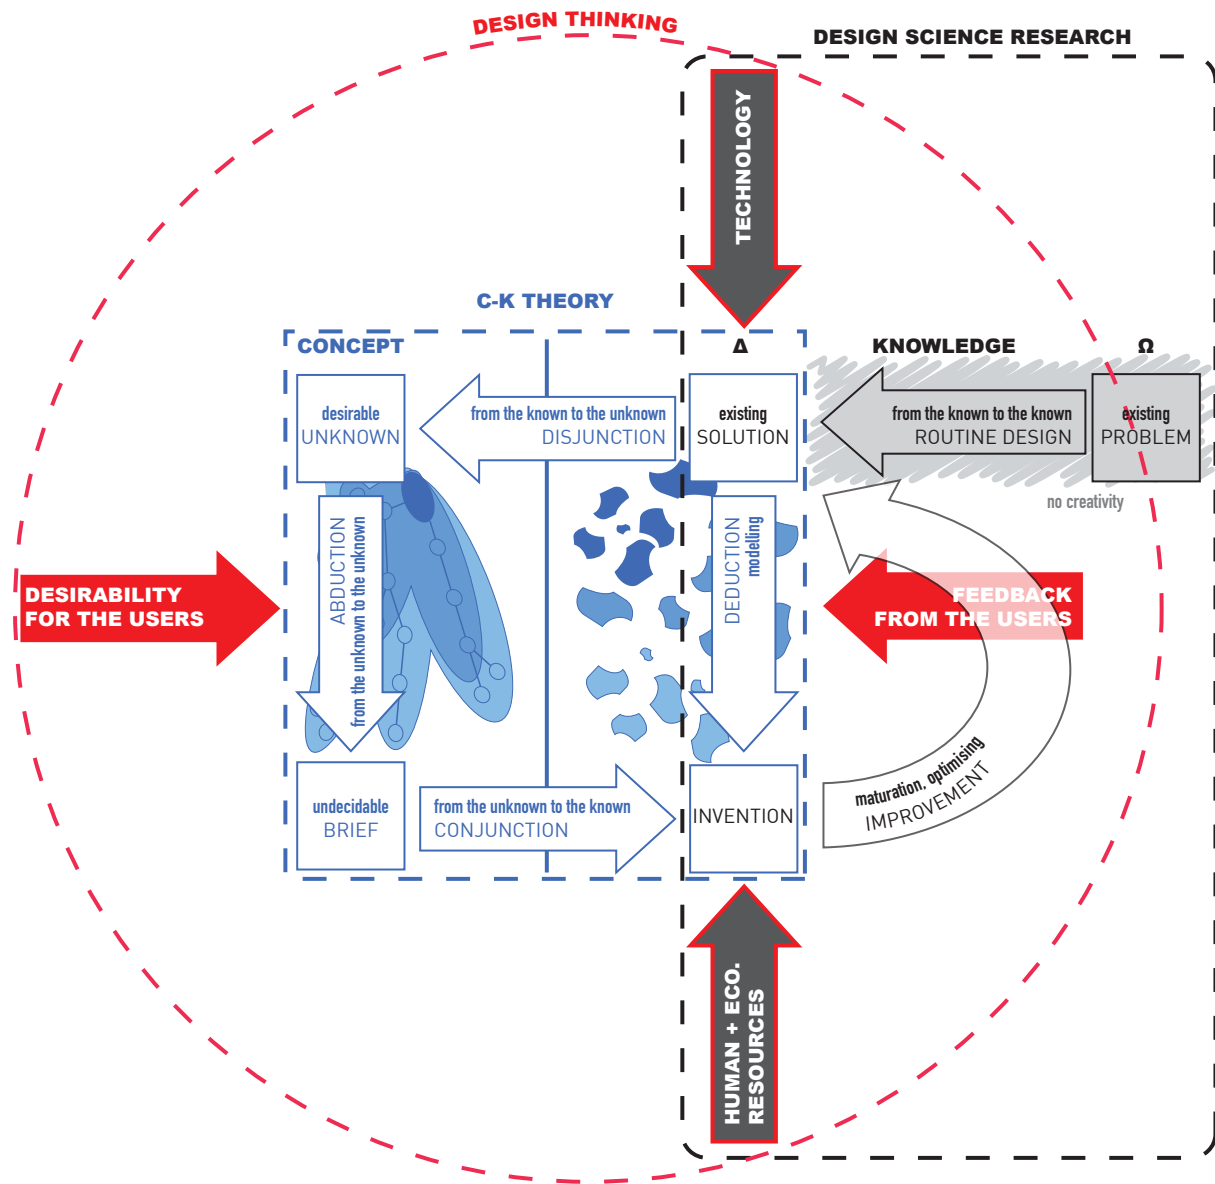 DESIGN THINKING
DESIGN SCIENCE RESEARCH
TECHNOLOGY
C-K THEORY
CONCEPT
Δ
KNOWLEDGE
Ω
desirable
UNKNOWN
from the known to the unknown
DISJUNCTION
existing
SOLUTION
from the known to the known
ROUTINE DESIGN
existing
PROBLEM
no creativity
ABDUCTION
from the unknown to the unknown
DEDUCTION
modelling
DESIRABILITY
FOR THE USERS
FEEDBACK
FROM THE USERS
undecidable
BRIEF
from the unknown to the known
CONJUNCTION
INVENTION
maturation, optimising
IMPROVEMENT
HUMAN + ECO.
RESOURCES